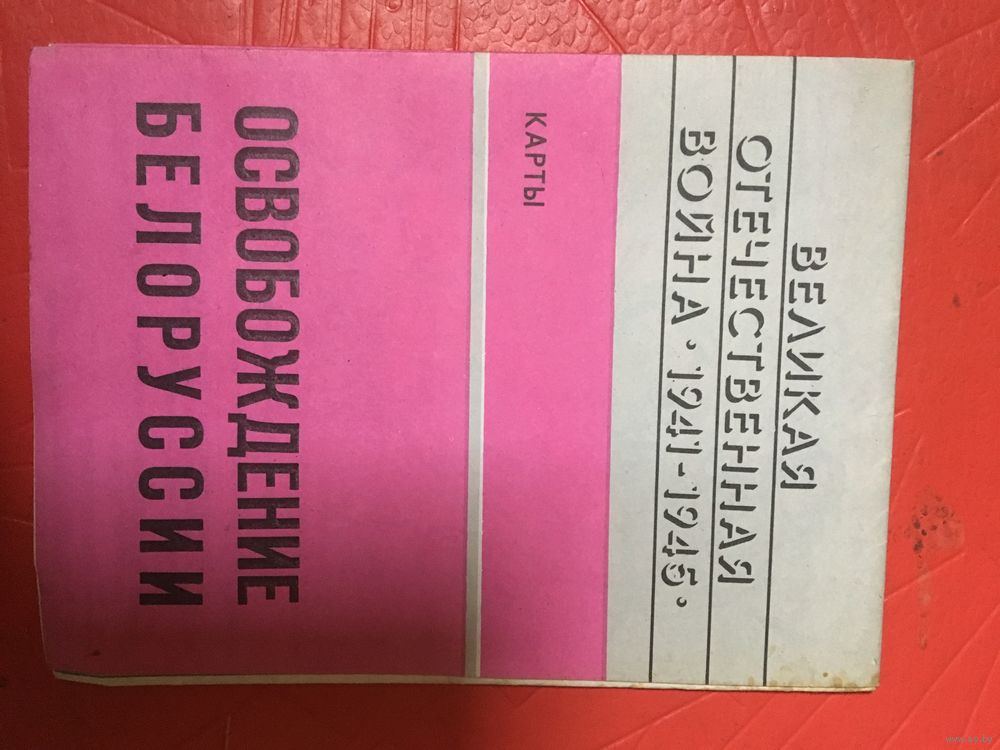 ВЕЛИКАЯ
ОТЕЧЕСТВЕННАЯ
ВОЙНА · 1941-1945 ·
КАРТЫ
ОСВОБОЖДЕНИЕ
БЕЛОРУССИИ